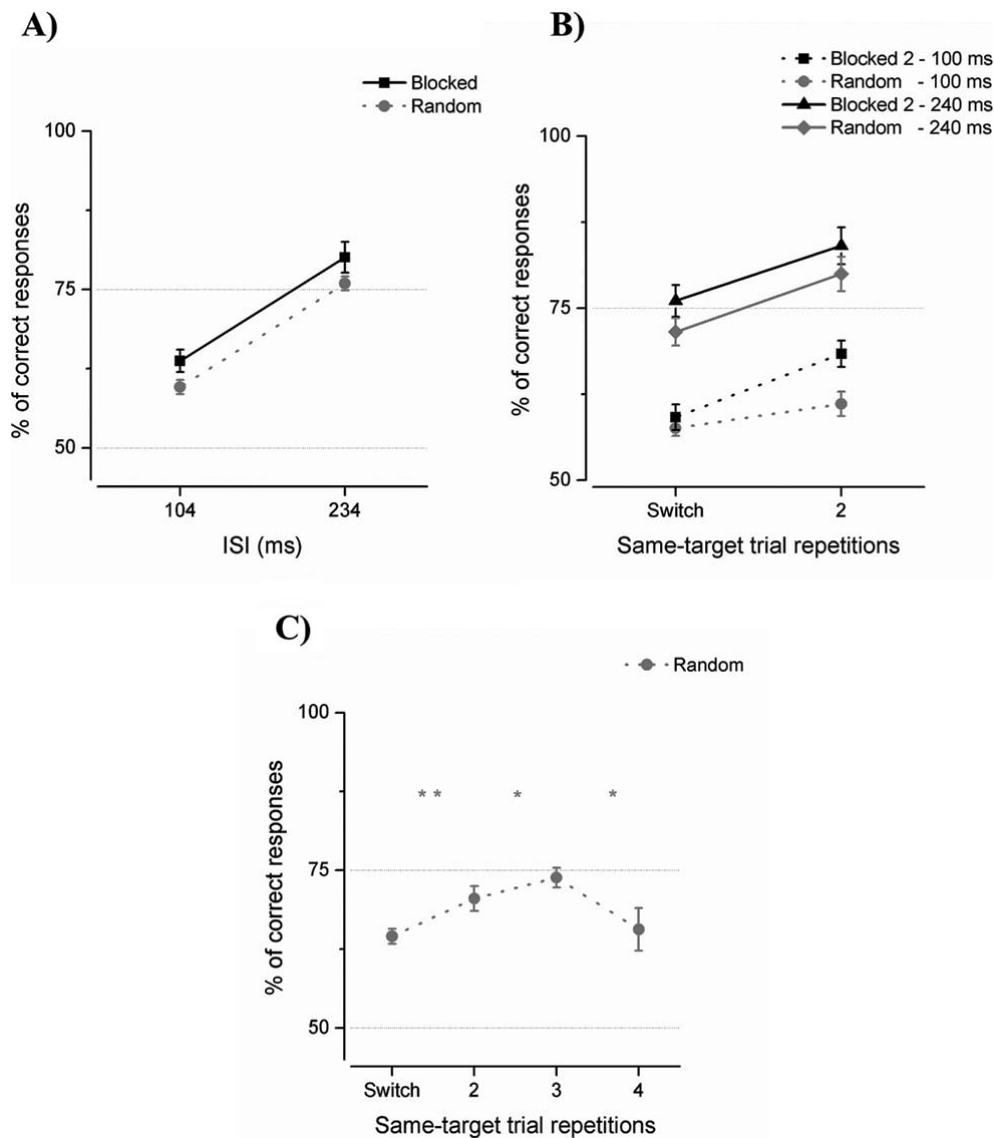 A)
Blocked
Random
100
75
50
% of correct responses
104 234
ISI (ms)
B)
Blocked 2 - 100 ms
Random - 100 ms
Blocked 2 - 240 ms
Random - 240 ms
100
75
50
% of correct responses
Switch 2
Same-target trial repetitions
C)
Random
100
* * * *
75
50
% of correct responses
Switch 2 3 4
Same-target trial repetitions